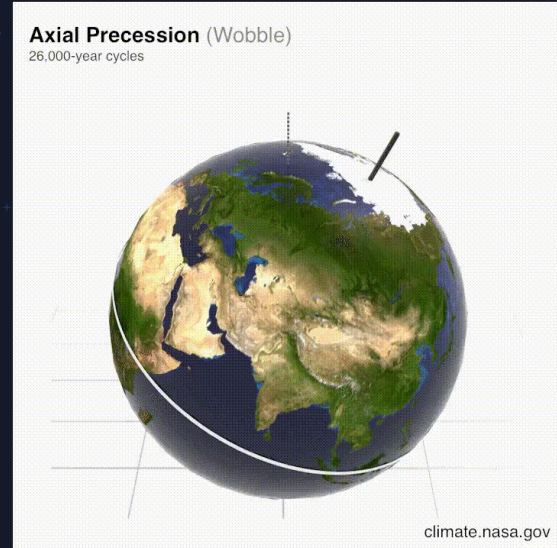 Axial Precession (Wobble)
26,000-year cycles
climate.nasa.gov